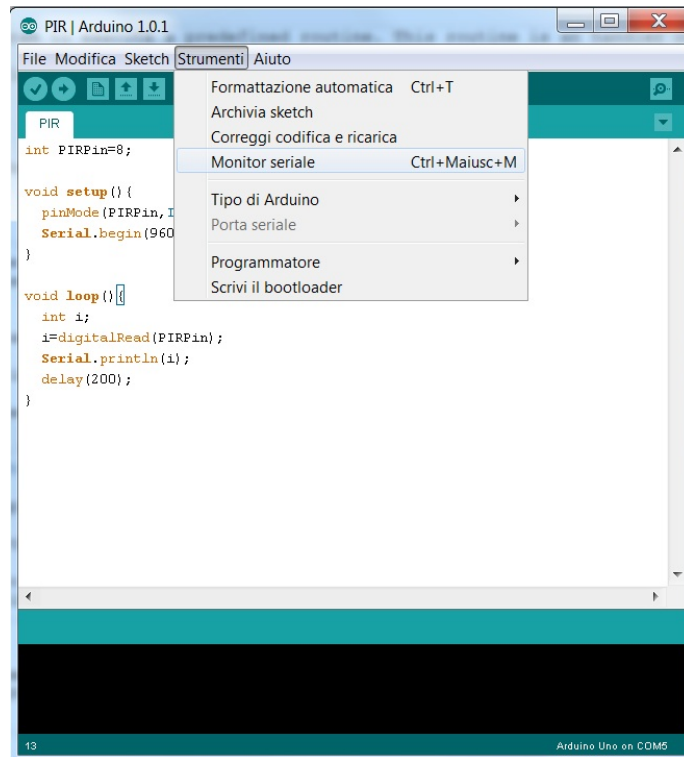 PIR | Arduino 1.0.1
File Modifica Sketch Strumenti Aiuto
Formattazione automatica Ctrl+T
Archivia sketch
Correggi codifica e ricarica
Monitor seriale Ctrl+Maiusc+M
Tipo di Arduino
Porta seriale
Programmatore
Scrivi il bootloader
PIR
int PIRPin=8;
void setup(){
pinMode(PIRPin,I
Serial.begin(960
}
void loop(){
int i;
i=digitalRead(PIRPin);
Serial.println(i);
delay(200);
}
13
Arduino Uno on COM5